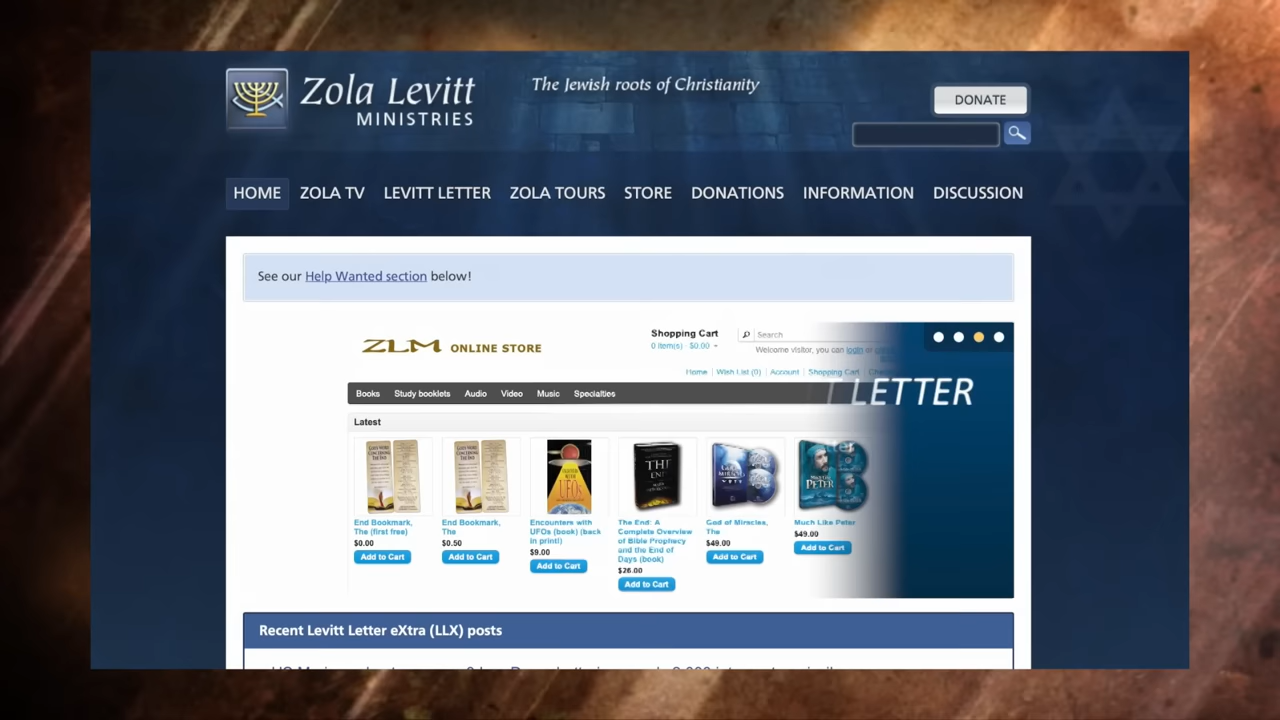 Zola Levitt
MINISTRIES
The Jewish roots of Christianity
DONATE
HOME ZOLA TV LEVITT LETTER ZOLA TOURS STORE DONATIONS INFORMATION DISCUSSION
See our Help Wanted section below!
ZLM ONLINE STORE
Shopping Cart
0 item(s) - $0.00
Search
Welcome visitor, you can login or
Home Wish List (0) Account Shopping Cart
Books Study booklets Audio Video Music Specialties
LETTER
Latest
End Bookmark,
The (first free)
$0.00
Add to Cart
End Bookmark,
The
$0.50
Add to Cart
UFOs
Encounters with
UFOs (book) (back
in print!)
$9.00
Add to Cart
THE
END
The End: A
Complete Overview
of Bible Prophecy
and the End of
Days (book)
$26.00
Add to Cart
God of Miracles,
The
$49.00
Add to Cart
PETER
Much Like Peter
$49.00
Add to Cart
Recent Levitt Letter eXtra (LLX) posts